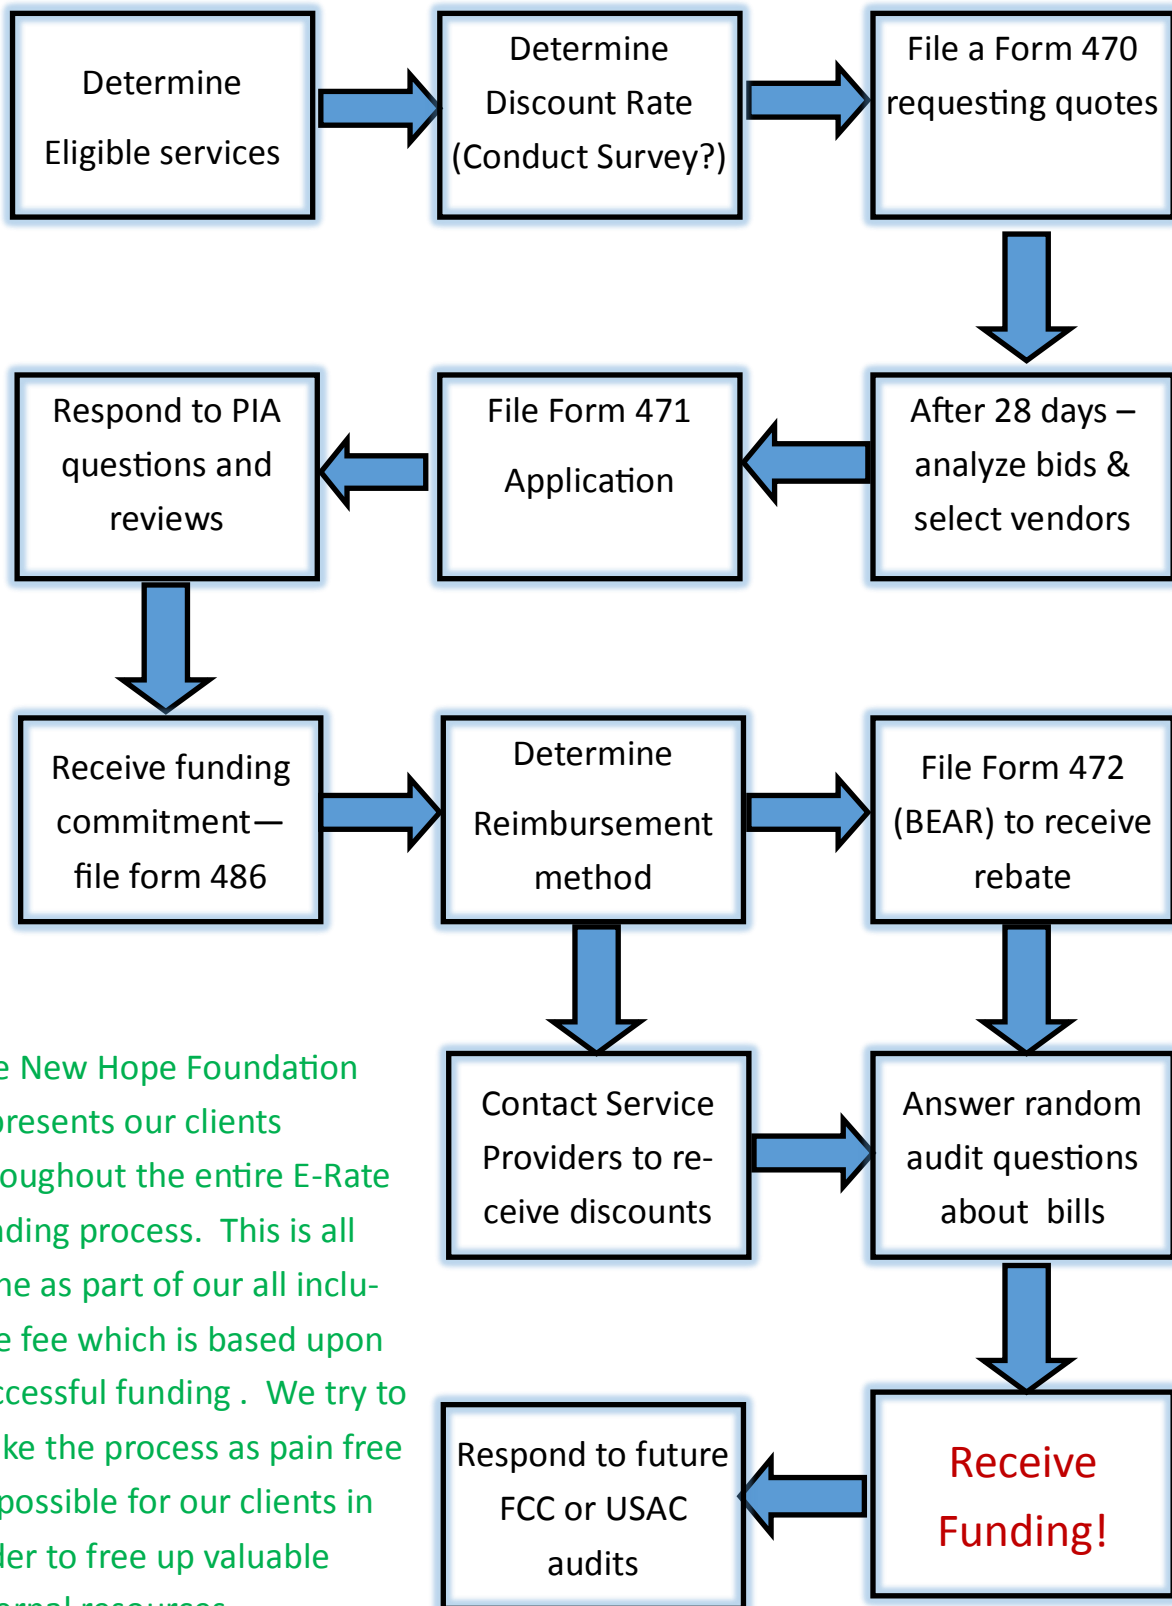 Determine
Eligible services
Determine
Discount Rate
(Conduct Survey?)
File a Form 470
requesting quotes
After 28 days –
analyze bids &
select vendors
File Form 471
Application
Respond to PIA
questions and
reviews
Receive funding
commitment—
file form 486
Determine
Reimbursement
method
File Form 472
(BEAR) to receive
rebate
Contact Service
Providers to re-
ceive discounts
Answer random
audit questions
about  bills
Receive
Funding!
Respond to future
FCC or USAC
audits
New Hope Foundation
presents our clients
oughout the entire E-Rate
ding process.  This is all
ne as part of our all inclu-
e fee which is based upon
ccessful funding .  We try to
ke the process as pain free
possible for our clients in
der to free up valuable
ernal resources